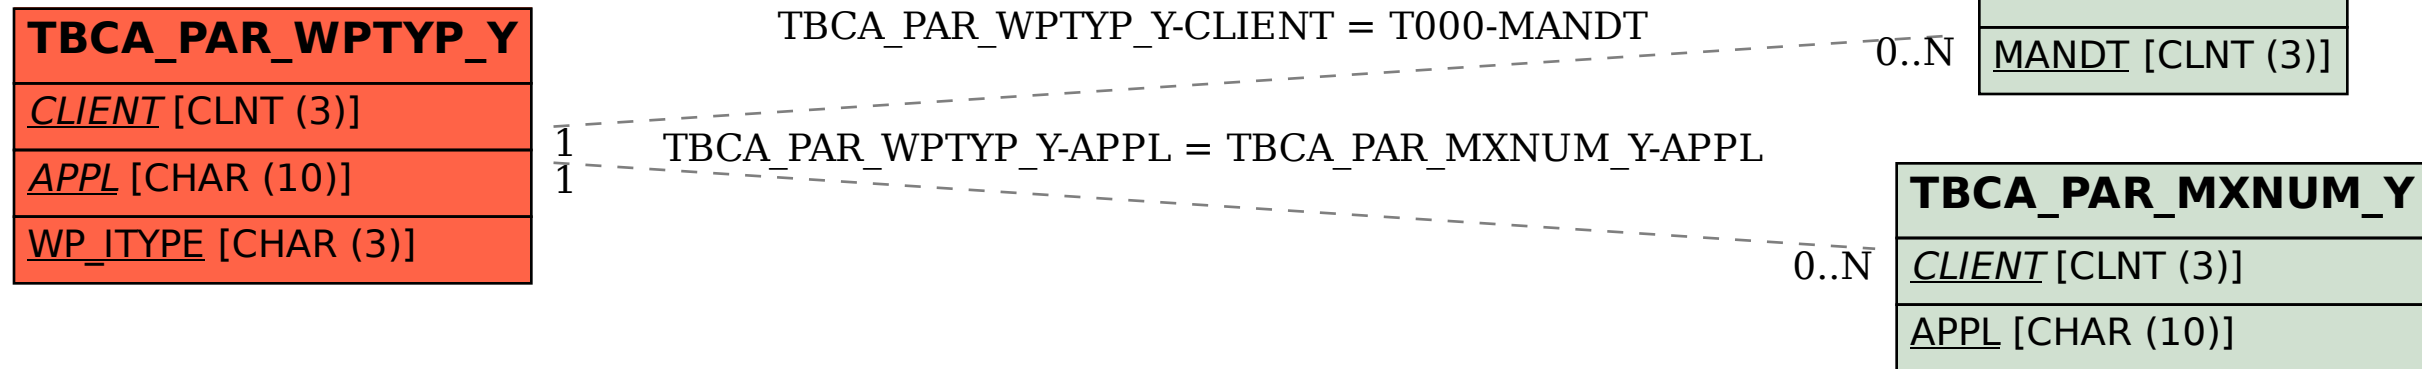 TBCA_PAR_WPTYP_Y
CLIENT [CLNT (3)]
APPL [CHAR (10)]
WP_ITYPE [CHAR (3)]
TBCA_PAR_WPTYP_Y-CLIENT = T000-MANDT
0..N
1
MANDT [CLNT (3)]
TBCA_PAR_WPTYP_Y-APPL = TBCA_PAR_MXNUM_Y-APPL
1
0..N
TBCA_PAR_MXNUM_Y
CLIENT [CLNT (3)]
APPL [CHAR (10)]